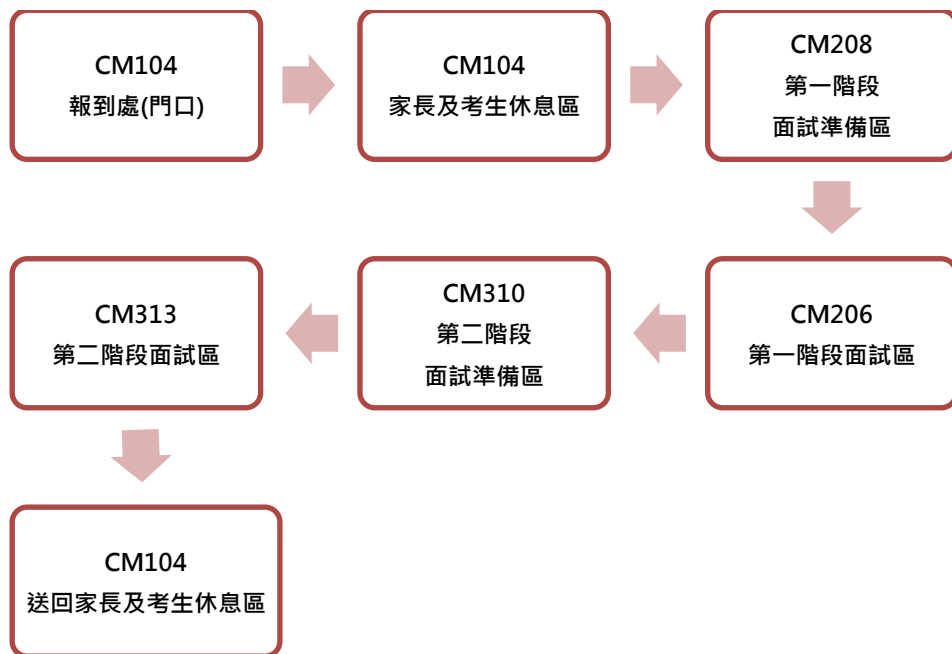 CM104
報到處(門口)
CM104
家長及考生休息區
CM208
第一階段
面試準備區
CM206
第一階段面試區
CM310
第二階段
面試準備區
CM313
第二階段面試區
CM104
送回家長及考生休息區